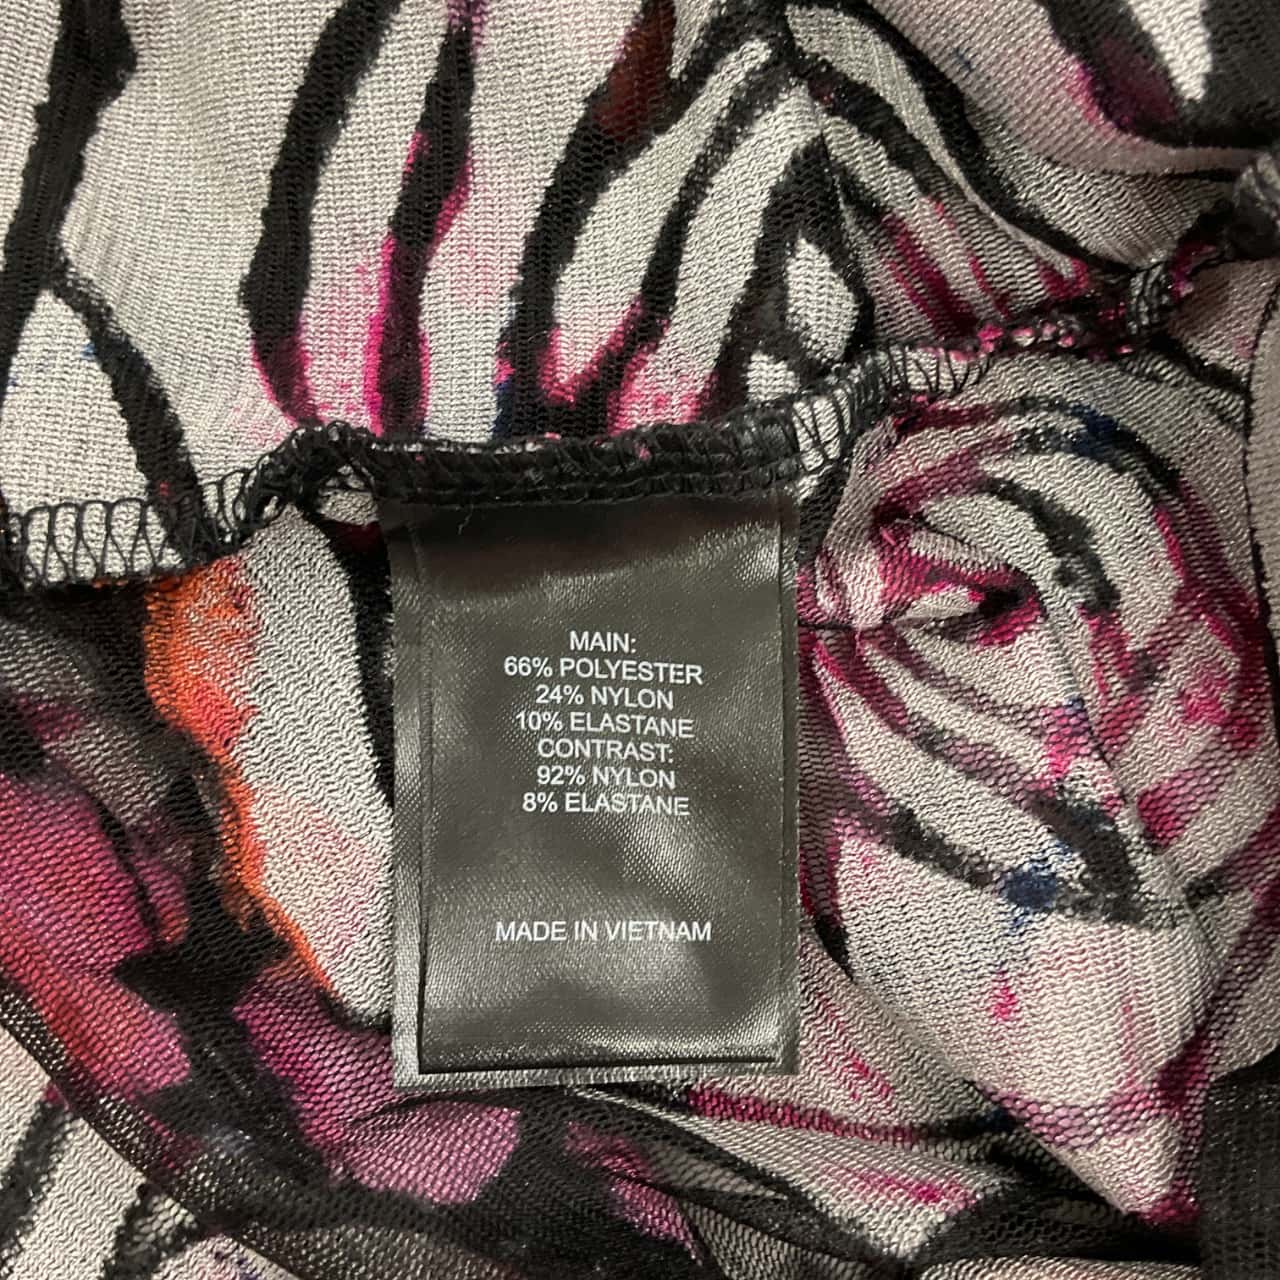 MAIN:
66% POLYESTER
24% NYLON
10% ELASTANE
CONTRAST:
92% NYLON
8% ELASTANE
MADE IN VIETNAM